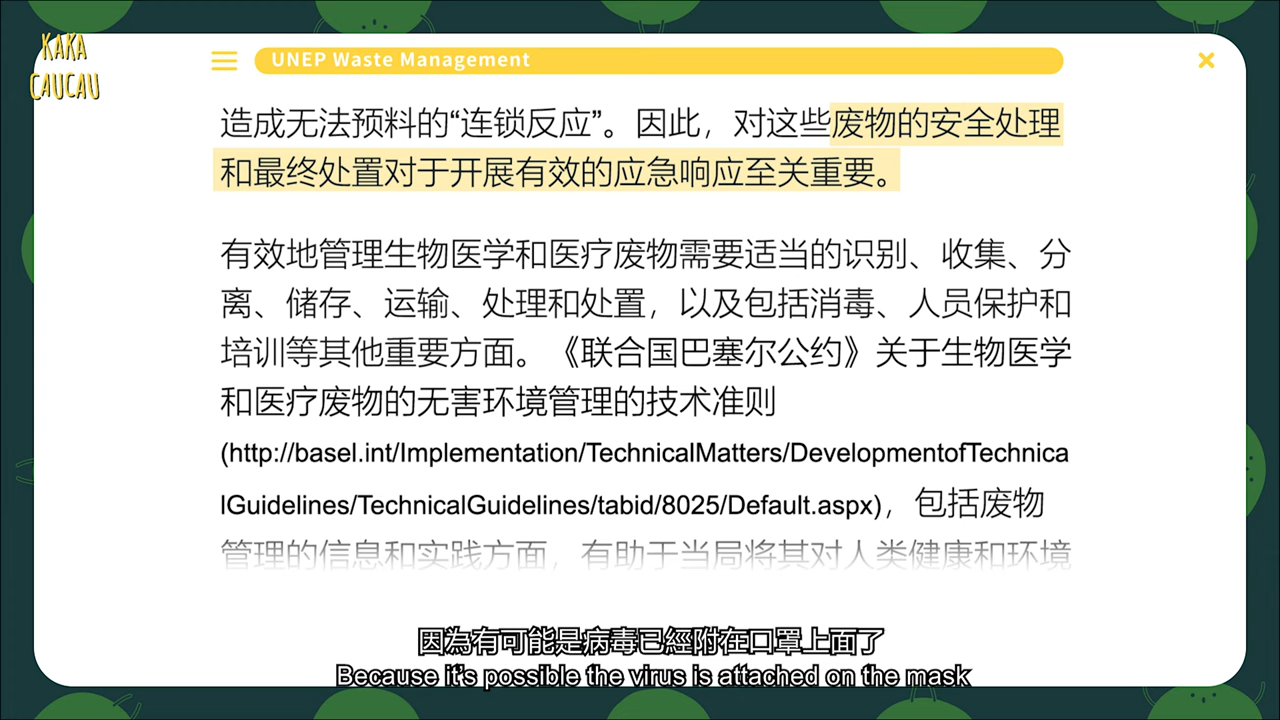 KAKA
CAUCAU
UNEP Waste Management
造成无法预料的“连锁反应”。因此，对这些废物的安全处理
和最终处置对于开展有效的应急响应至关重要。
有效地管理生物医学和医疗废物需要适当的识别、收集、分
离、储存、运输、处理和处置，以及包括消毒、人员保护和
培训等其他重要方面。《联合国巴塞尔公约》关于生物医学
和医疗废物的无害环境管理的技术准则
(http://basel.int/Implementation/TechnicalMatters/DevelopmentofTechnica
lGuidelines/TechnicalGuidelines/tabid/8025/Default.aspx)，包括废物
管理的信息和实践方面，有助于当局将其对人类健康和环境
因為有可能是病毒已經附在口罩上面了
Because it's possible the virus is attached on the mask